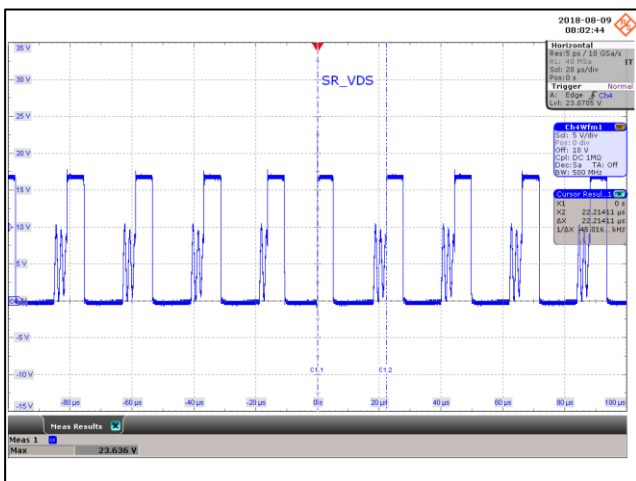 2018-08-09
08:02:44
Horizontal
Res:5 ps / 10 GSa/s
RL: 40 MSa IT
Scl: 20 µs/div
Pos:0 s
Trigger Normal
A: Edge Ch4
Lvl: 23.0705 V
Ch4Wfm1
Scl: 5 V/div
Pos: 0 div
Off: 10 V
Cpl: DC 1MΩ
Dec:Sa TA: Off
BW: 500 MHz
Cursor Resul..1
X1 0 s
X2 22.21411 µs
ΔX 22.21411 µs
1/ΔX 45.016.. kHz
SR_VDS
35 V
30 V
25 V
20 V
15 V
10 V
5 V
-5 V
-10 V
-15 V
C1.1
C1.2
-80 µs
-60 µs
-40 µs
-20 µs
0 s
20 µs
40 µs
60 µs
80 µs
100 µs
Meas Results
Meas 1
Max 23.636 V